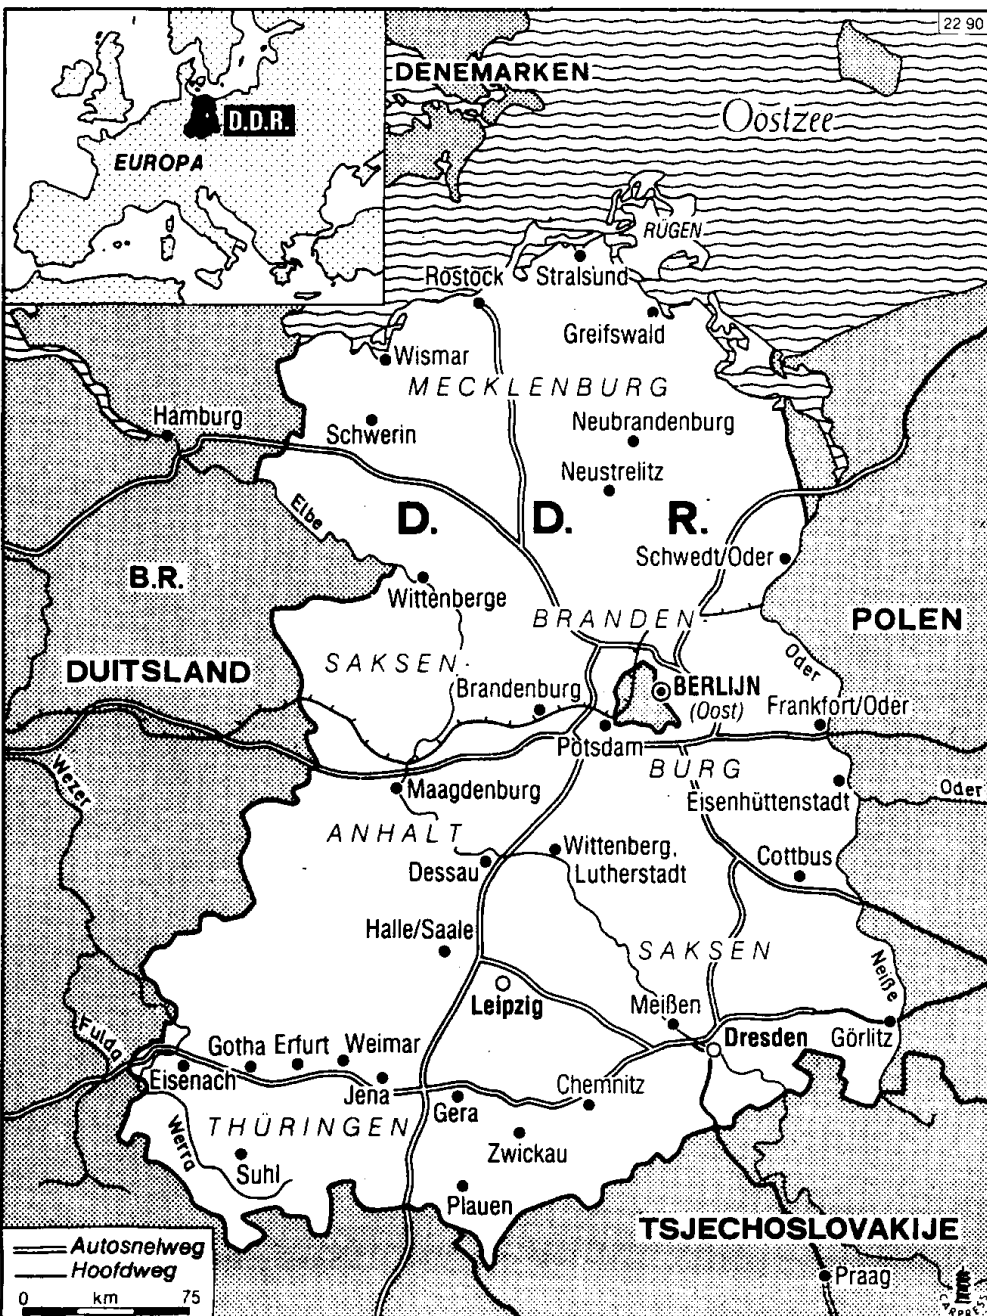 22 90
DENEMARKEN
Oostzee
D.D.R.
EUROPA
RÜGEN
Rostock
Stralsund
Greifswald
Wismar
MECKLENBURG
Hamburg
Schwerin
Neubrandenburg
Neustrelitz
Elbe
D. D. R.
Schwedt/Oder
B.R.
Wittenberge
BRANDEN-
POLEN
DUITSLAND
SAKSEN-
Oder
Brandenburg
BERLIJN
(Oost)
Frankfort/Oder
Potsdam
Wezer
BURG
Maagdenburg
Eisenhüttenstadt
Oder
ANHALT
Wittenberg,
Lutherstadt
Dessau
Cottbus
Halle/Saale
SAKSEN
Neiße
Leipzig
Meißen
Fulda
Gotha
Erfurt
Weimar
Dresden
Görlitz
Eisenach
Jena
Gera
Chemnitz
THÜRINGEN
Werra
Suhl
Zwickau
Plauen
TSJECHOSLOVAKIJE
Autosnelweg
Hoofdweg
Praag
0 km 75
CARPRESS